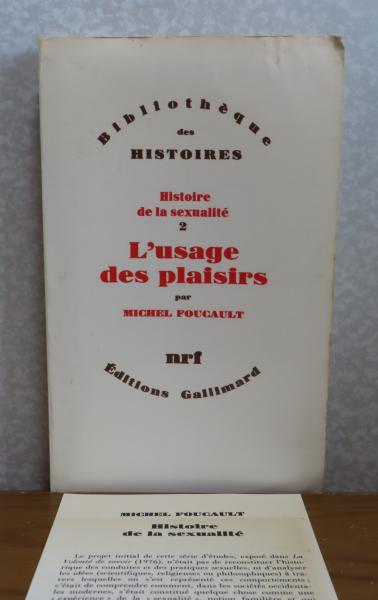 Bibliothèque
des
HISTOIRES
Histoire
de la sexualité
2
L'usage
des plaisirs
par
MICHEL FOUCAULT
nrf
Éditions Gallimard
MICHEL FOUCAULT
Histoire
de la sexualité
Le projet initial de cette série d'études, exposé dans La
Volonté de savoir (1976), n'était pas de reconstituer l'histo-
rique des conduites et des pratiques sexuelles, ni d'analyser
les idées (scientifiques, religieuses ou philosophiques) à tra-
vers lesquelles on s'est représenté ces comportements ;
c'était de comprendre comment, dans les sociétés occidenta-
les modernes, s'était constitué quelque chose comme une